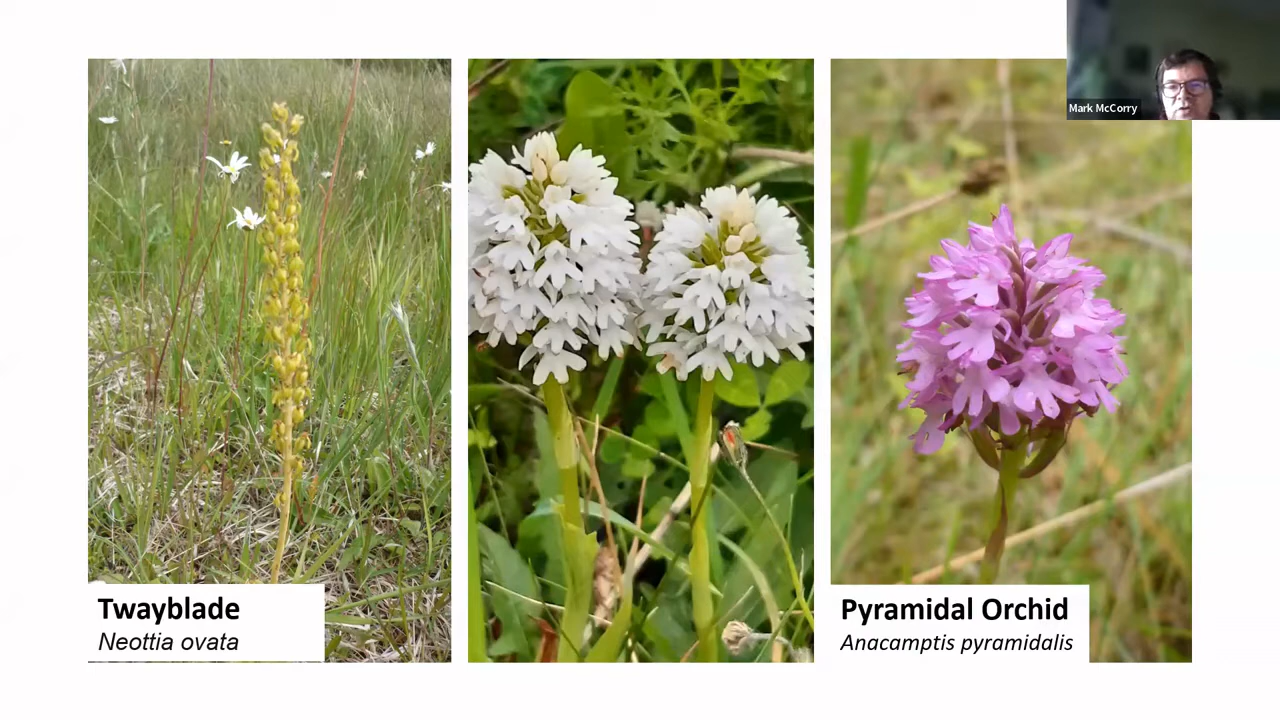 Mark McCorry
Twayblade
Neottia ovata
Pyramidal Orchid
Anacamptis pyramidalis